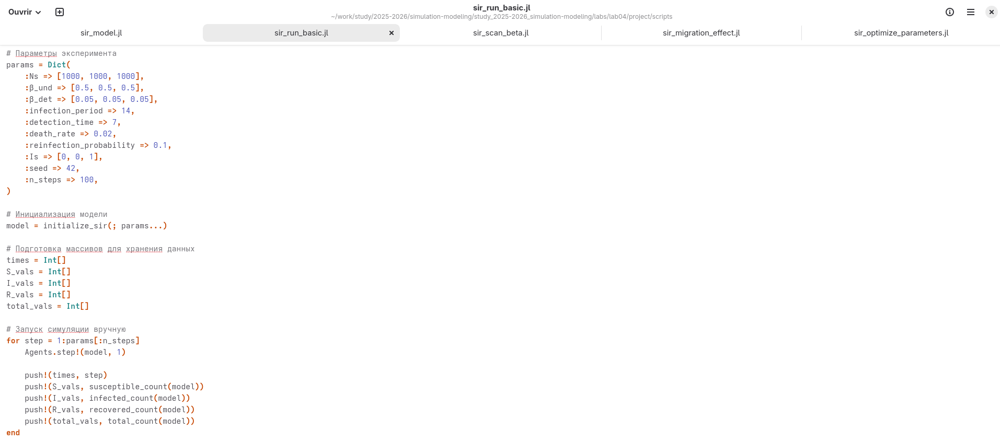 Ouvrir
sir_run_basic.jl
~/work/study/2025-2026/simulation-modeling/study_2025-2026_simulation-modeling/labs/lab04/project/scripts
sir_model.jl
sir_run_basic.jl
sir_scan_beta.jl
sir_migration_effect.jl
sir_optimize_parameters.jl
# Параметры эксперимента
params = Dict(
    :Ns => [1000, 1000, 1000],
    :β_und => [0.5, 0.5, 0.5],
    :β_det => [0.05, 0.05, 0.05],
    :infection_period => 14,
    :detection_time => 7,
    :death_rate => 0.02,
    :reinfection_probability => 0.1,
    :Is => [0, 0, 1],
    :seed => 42,
    :n_steps => 100,
)
# Инициализация модели
model = initialize_sir(; params...)
# Подготовка массивов для хранения данных
times = Int[]
S_vals = Int[]
I_vals = Int[]
R_vals = Int[]
total_vals = Int[]
# Запуск симуляции вручную
for step = 1:params[:n_steps]
    Agents.step!(model, 1)
    push!(times, step)
    push!(S_vals, susceptible_count(model))
    push!(I_vals, infected_count(model))
    push!(R_vals, recovered_count(model))
    push!(total_vals, total_count(model))
end